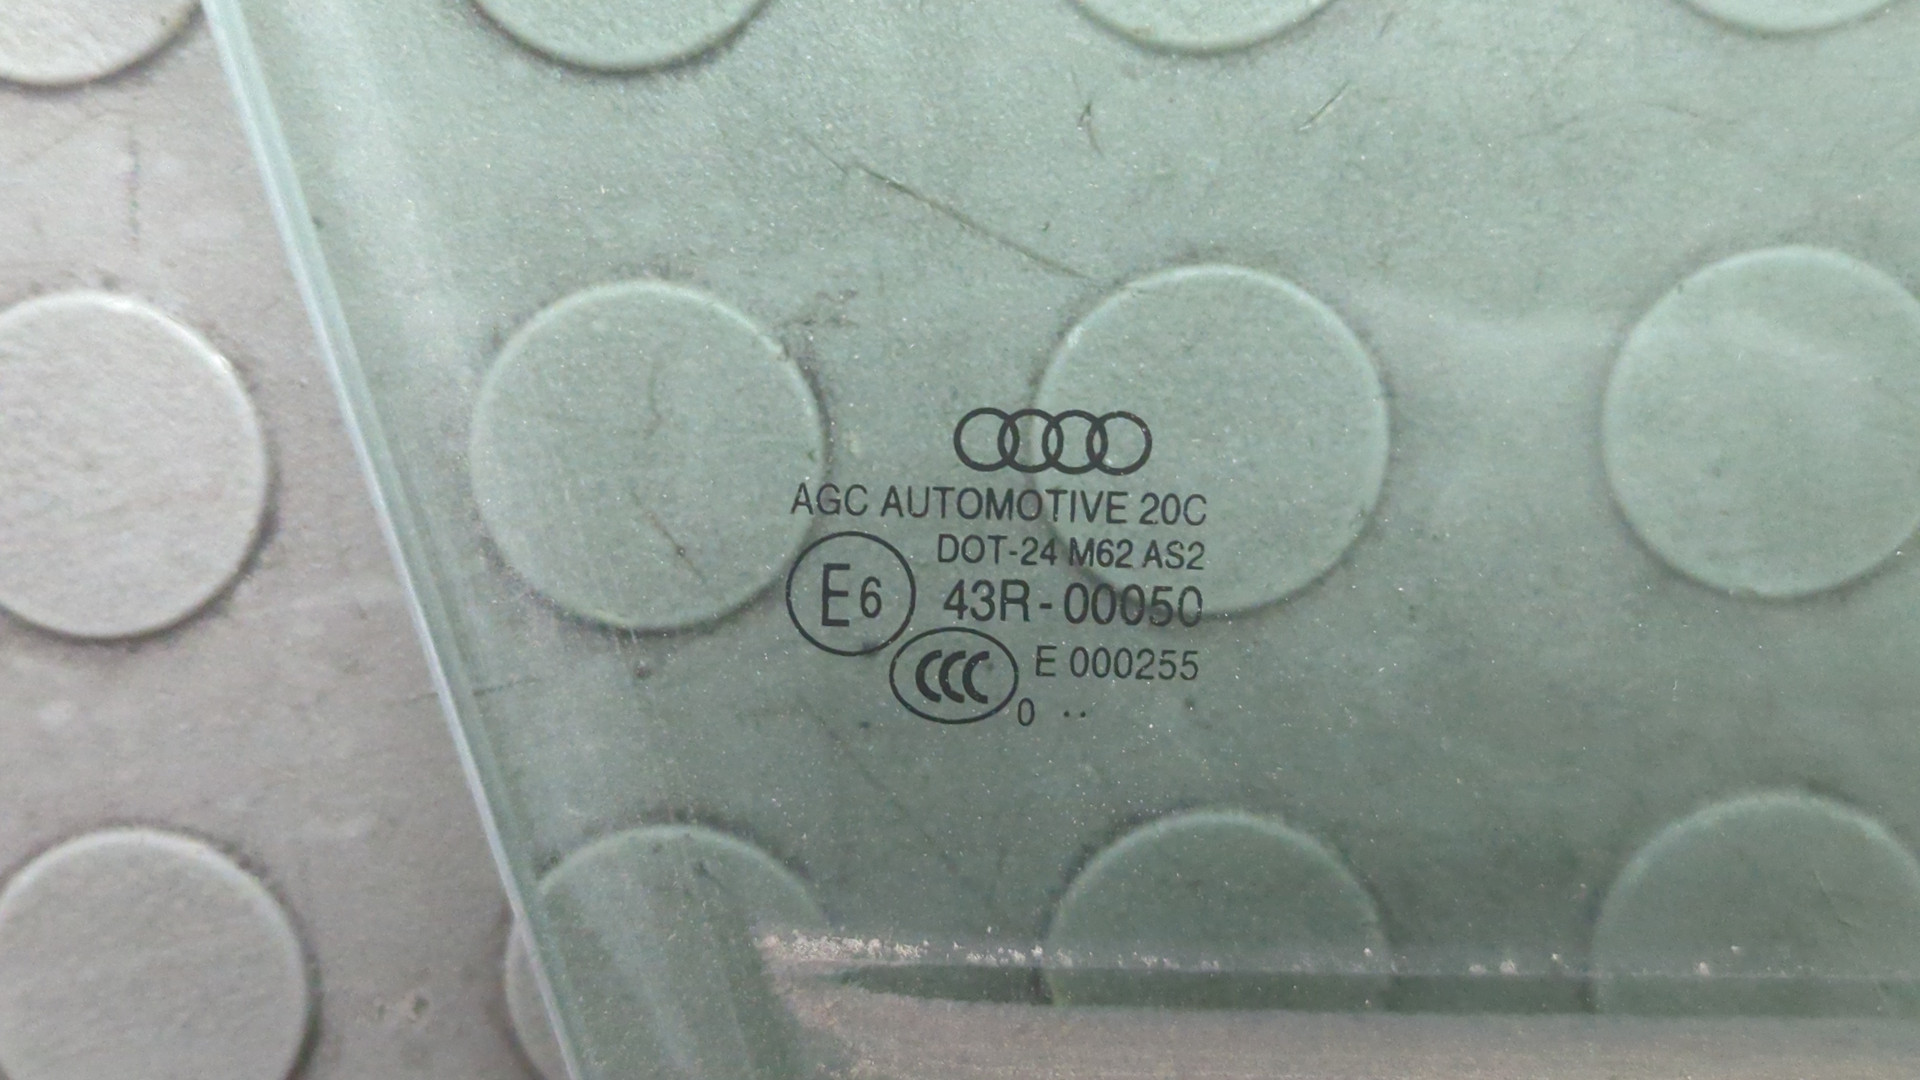 AGC AUTOMOTIVE 20C
DOT-24 M62 AS2
E6 43R-00050
CCC E 000255
0 ··